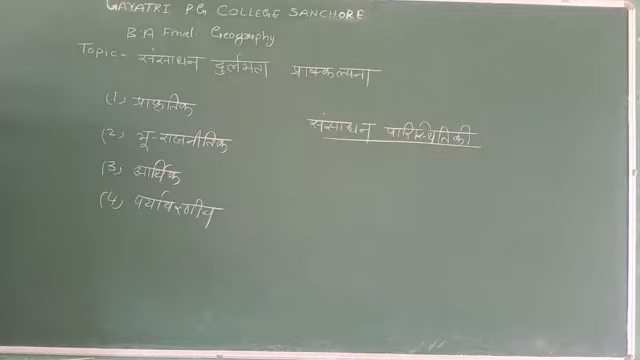 GAYATRI PG COLLEGE SANCHORE
B.A Final. Geography
Topic - संसाधन दुर्लभता प्राक्कल्पना
(1) प्राकृतिक
संसाधन पारिस्थितिकी
(2) भू-राजनीतिक
(3) आर्थिक
(4) पर्यावरणीय